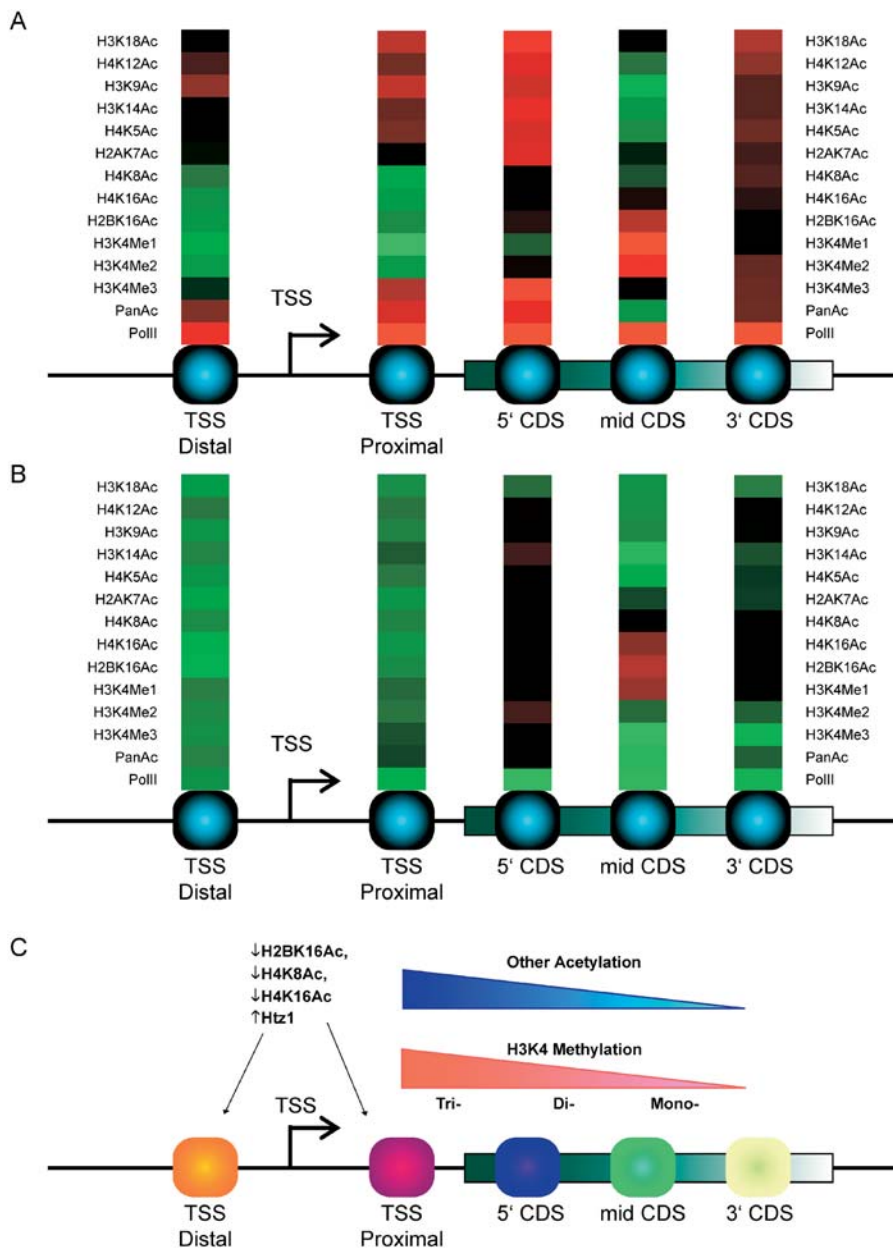 A
H3K18Ac H3K18Ac
H4K12Ac H4K12Ac
H3K9Ac H3K9Ac
H3K14Ac H3K14Ac
H4K5Ac H4K5Ac
H2AK7Ac H2AK7Ac
H4K8Ac H4K8Ac
H4K16Ac H4K16Ac
H2BK16Ac H2BK16Ac
H3K4Me1 H3K4Me1
H3K4Me2 H3K4Me2
H3K4Me3 H3K4Me3
TSS
PanAc PanAc
PolII PolII
TSS TSS 5' CDS mid CDS 3' CDS
Distal Proximal
B
H3K18Ac H3K18Ac
H4K12Ac H4K12Ac
H3K9Ac H3K9Ac
H3K14Ac H3K14Ac
H4K5Ac H4K5Ac
H2AK7Ac H2AK7Ac
H4K8Ac H4K8Ac
H4K16Ac H4K16Ac
H2BK16Ac H2BK16Ac
H3K4Me1 H3K4Me1
H3K4Me2 H3K4Me2
H3K4Me3 H3K4Me3
TSS
PanAc PanAc
PolII PolII
TSS TSS 5' CDS mid CDS 3' CDS
Distal Proximal
C
↓H2BK16Ac,
↓H4K8Ac,
↓H4K16Ac
↑Htz1
Other Acetylation
H3K4 Methylation
Tri- Di- Mono-
TSS
TSS TSS 5' CDS mid CDS 3' CDS
Distal Proximal